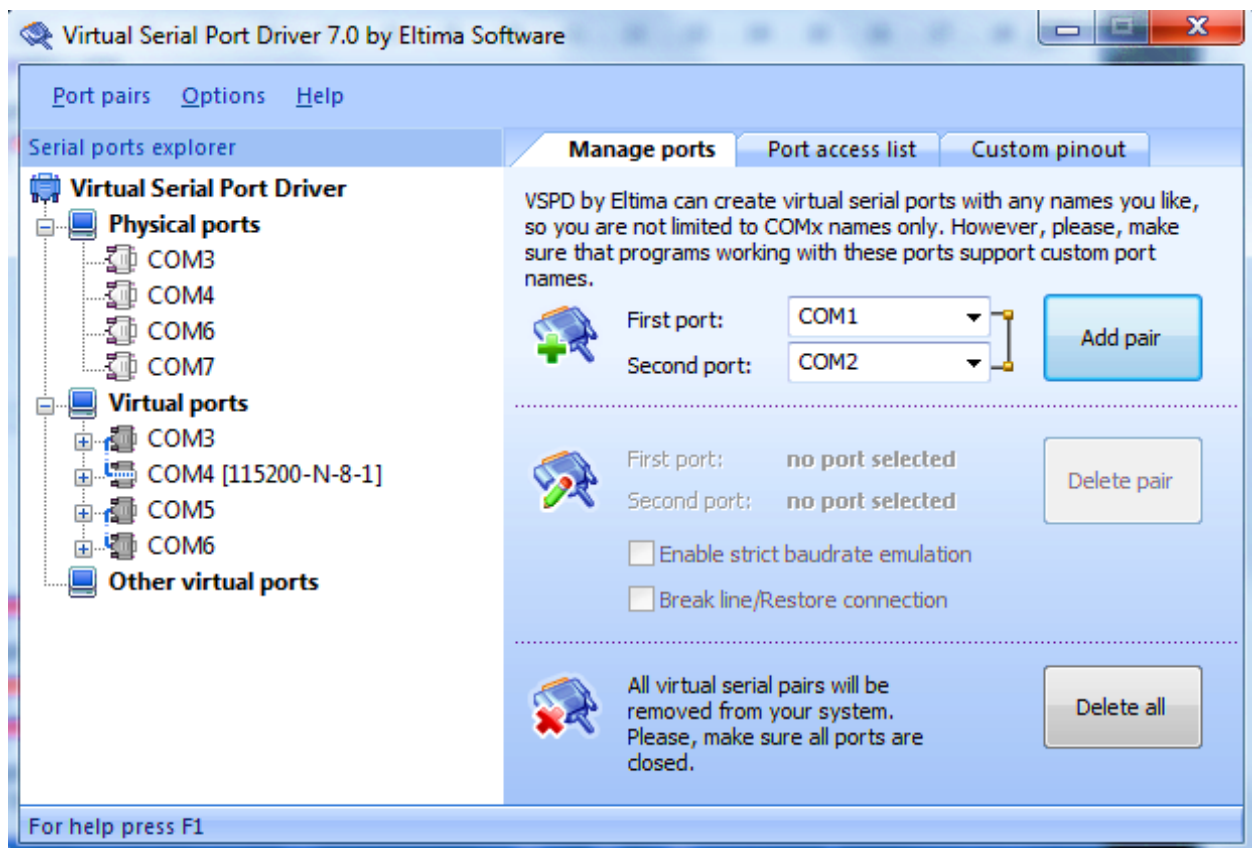 Virtual Serial Port Driver 7.0 by Eltima Software
Port pairs Options Help
Serial ports explorer
Virtual Serial Port Driver
Physical ports
COM3
COM4
COM6
COM7
Virtual ports
COM3
COM4 [115200-N-8-1]
COM5
COM6
Other virtual ports
Manage ports Port access list Custom pinout
VSPD by Eltima can create virtual serial ports with any names you like,
so you are not limited to COMx names only. However, please, make
sure that programs working with these ports support custom port
names.
First port: COM1
Second port: COM2
Add pair
First port: no port selected
Second port: no port selected
Delete pair
Enable strict baudrate emulation
Break line/Restore connection
All virtual serial pairs will be
removed from your system.
Please, make sure all ports are
closed.
Delete all
For help press F1